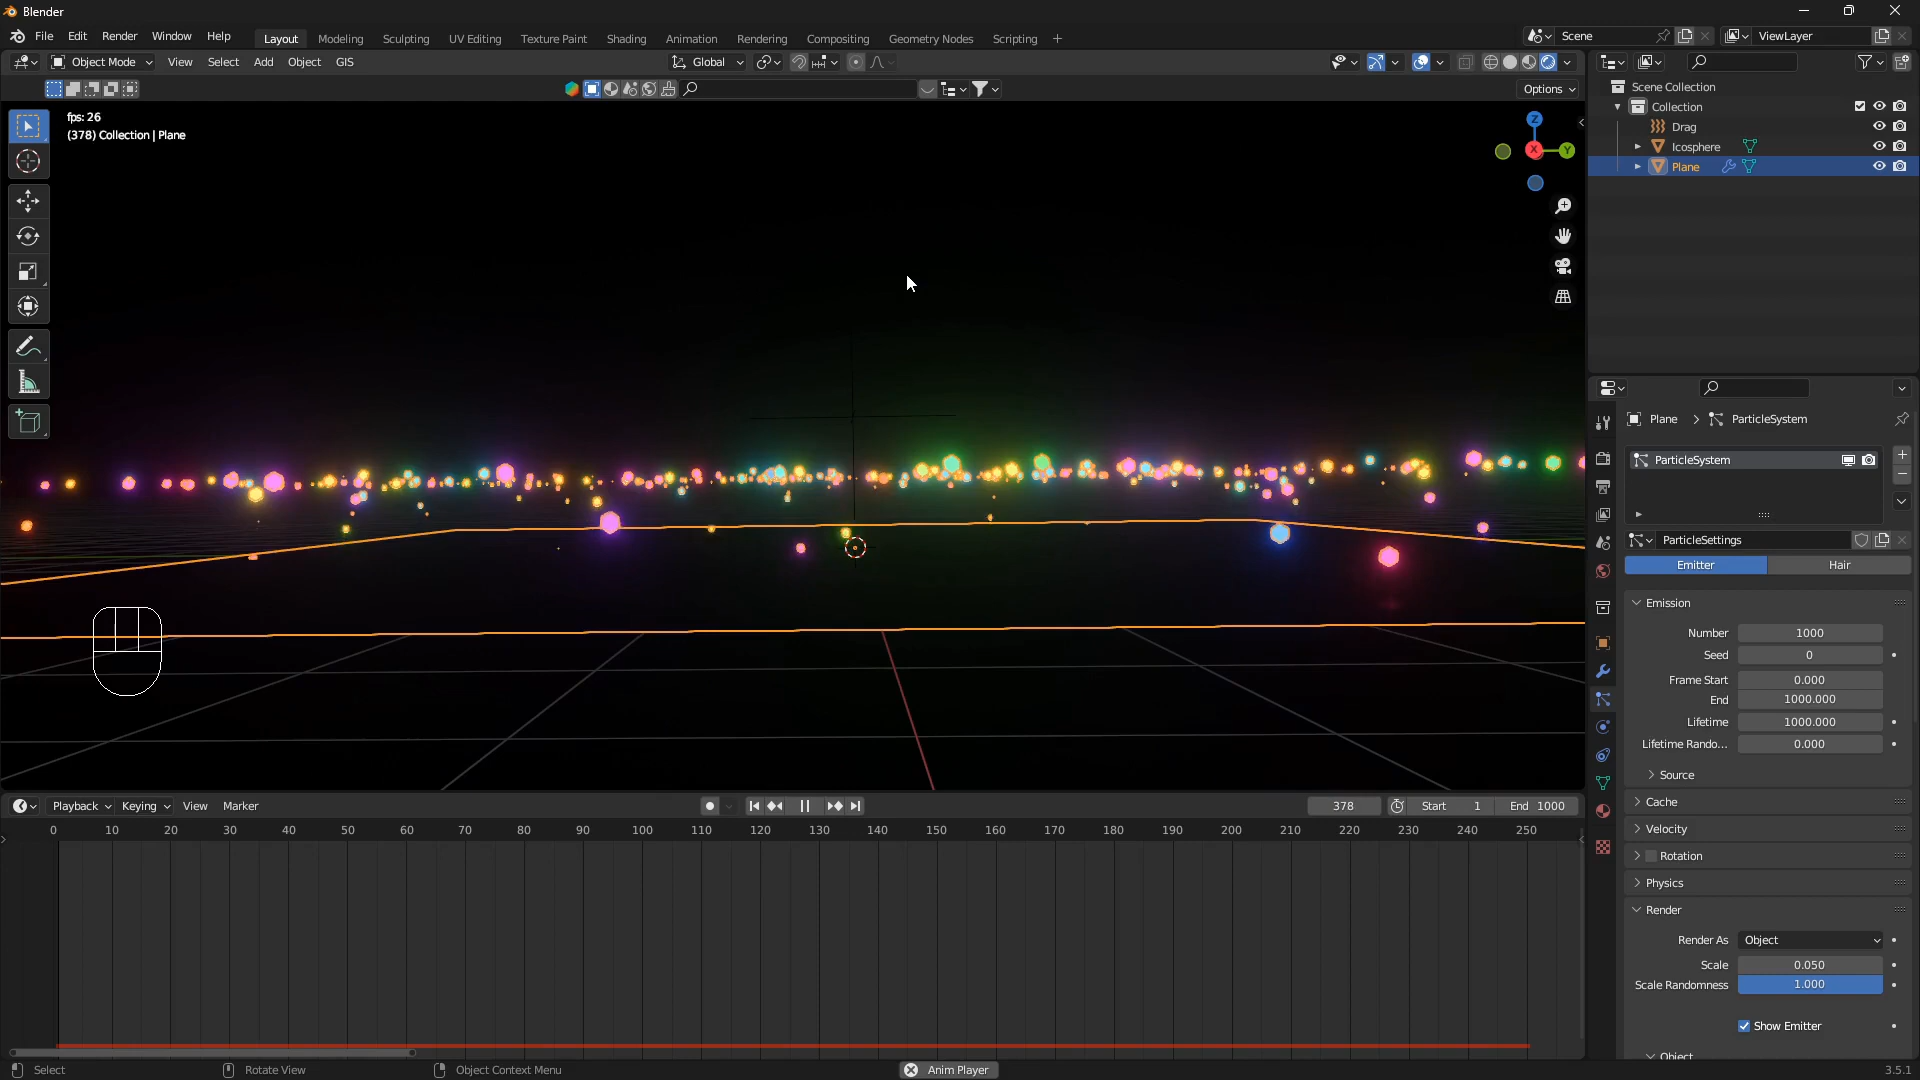 Blender
File Edit Render Window Help
Layout Modeling Sculpting UV Editing Texture Paint Shading Animation Rendering Compositing Geometry Nodes Scripting +
Scene
ViewLayer
Object Mode View Select Add Object GIS
Global
Options
fps: 26
(378) Collection | Plane
Z
X
Y
Scene Collection
Collection
Drag
Icosphere
Plane
Plane > ParticleSystem
ParticleSystem
ParticleSettings
Emitter Hair
Emission
Number 1000
Seed 0
Frame Start 0.000
End 1000.000
Lifetime 1000.000
Lifetime Rando... 0.000
Source
Cache
Velocity
Rotation
Physics
Render
Render As Object
Scale 0.050
Scale Randomness 1.000
Show Emitter
Object
Playback Keying View Marker
378 Start 1 End 1000
0 10 20 30 40 50 60 70 80 90 100 110 120 130 140 150 160 170 180 190 200 210 220 230 240 250
Select Rotate View Object Context Menu Anim Player 3.5.1